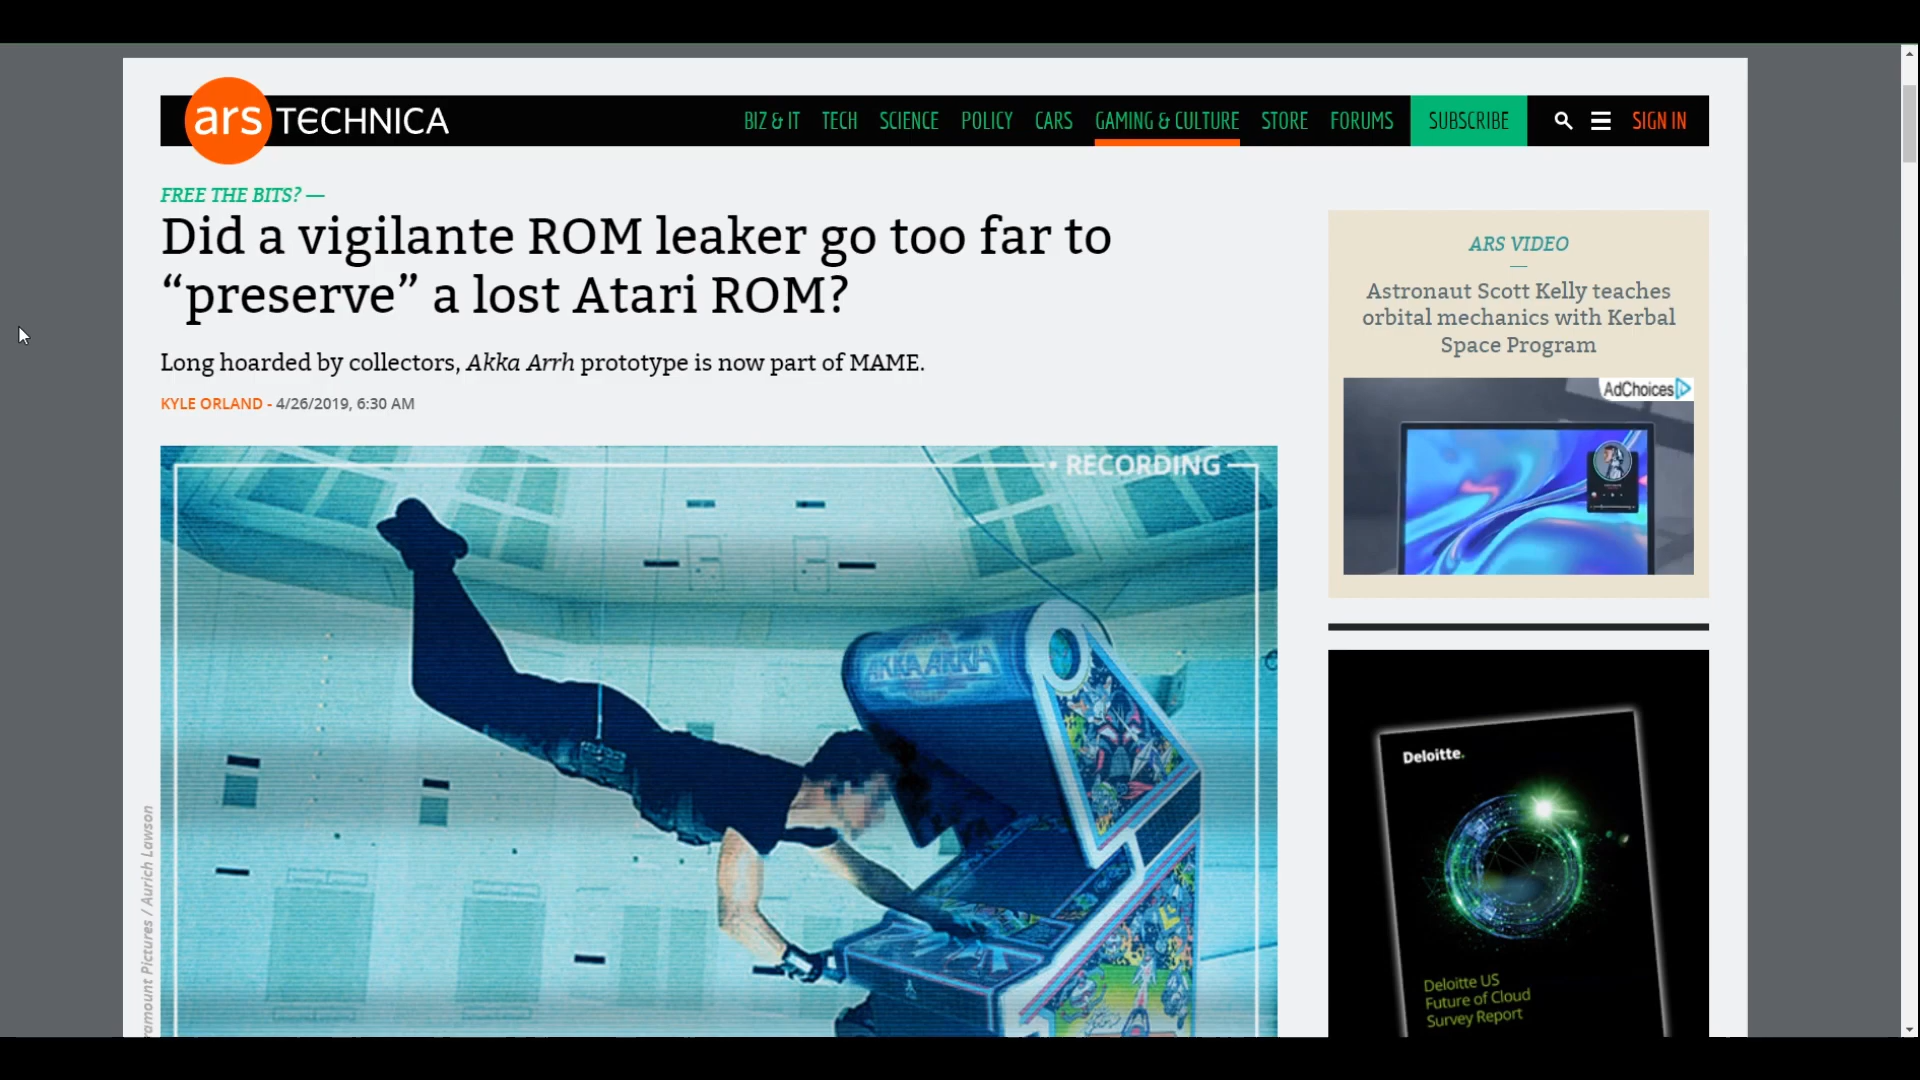 ars TECHNICA
BIZ & IT TECH SCIENCE POLICY CARS GAMING & CULTURE STORE FORUMS SUBSCRIBE SIGN IN
FREE THE BITS? —
Did a vigilante ROM leaker go too far to
“preserve” a lost Atari ROM?
Long hoarded by collectors, Akka Arrh prototype is now part of MAME.
KYLE ORLAND - 4/26/2019, 6:30 AM
• RECORDING
AKKA ARRH
ramount Pictures / Aurich Lawson
ARS VIDEO
Astronaut Scott Kelly teaches
orbital mechanics with Kerbal
Space Program
AdChoices
Deloitte.
Deloitte US
Future of Cloud
Survey Report